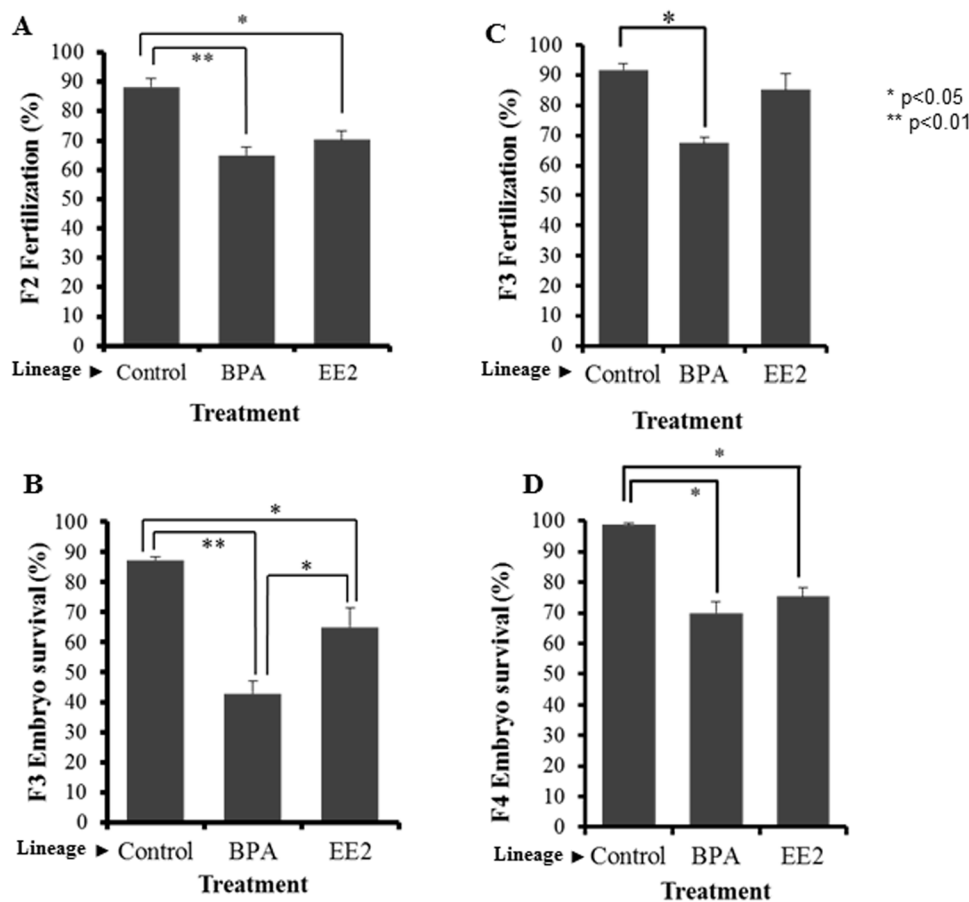 A
F2 Fertilization (%)
100
90
80
70
60
50
40
30
20
10
0
*
**
Lineage ► Control BPA EE2
Treatment
C
F3 Fertilization (%)
100
90
80
70
60
50
40
30
20
10
0
*
Lineage ► Control BPA EE2
Treatment
* p<0.05
** p<0.01
B
F3 Embryo survival (%)
100
90
80
70
60
50
40
30
20
10
0
*
**
*
Lineage ► Control BPA EE2
Treatment
D
F4 Embryo survival (%)
100
90
80
70
60
50
40
30
20
10
0
*
*
Lineage ► Control BPA EE2
Treatment